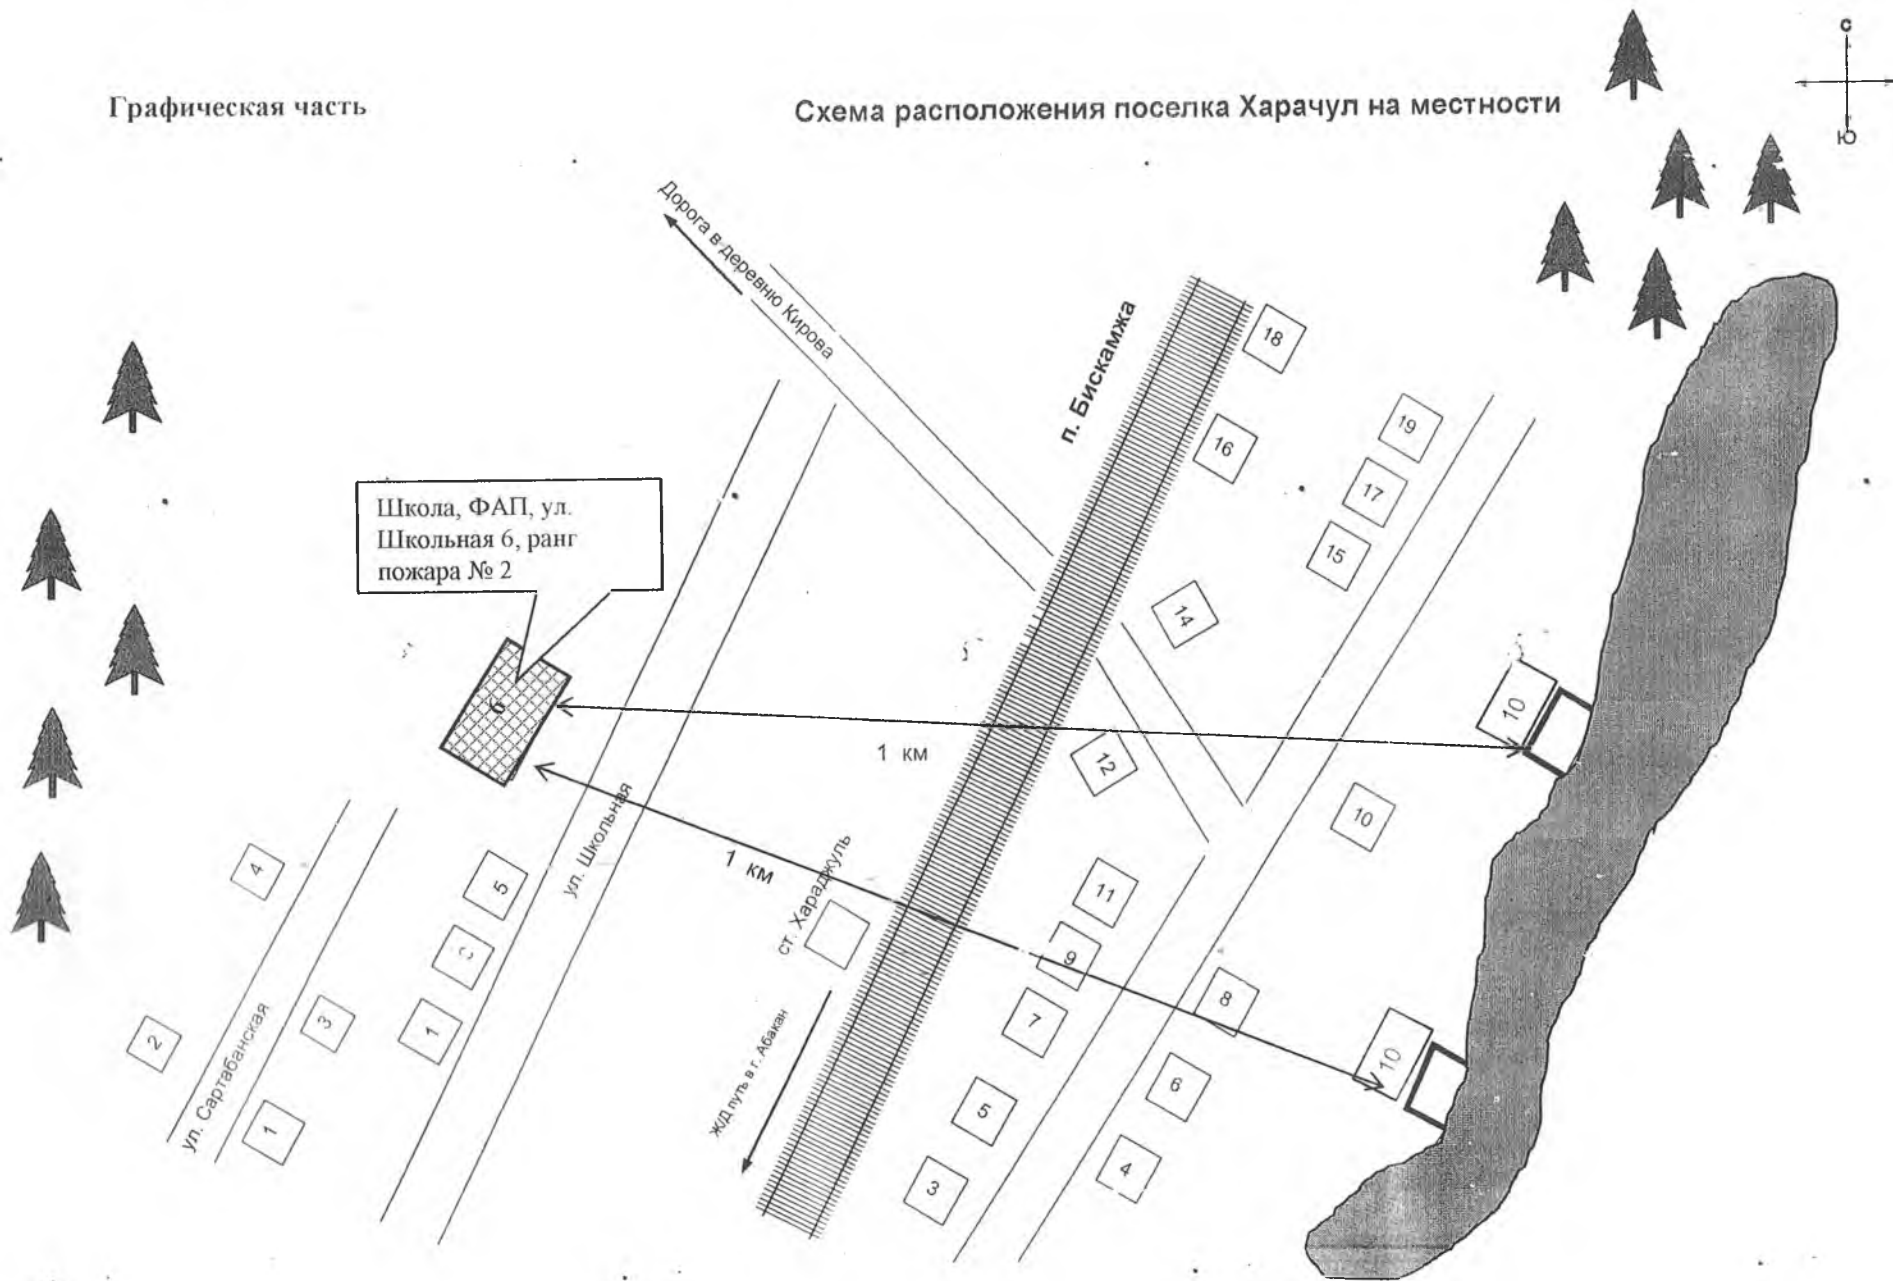 Графическая часть
Схема расположения поселка Харачул на местности
С
Ю
Дорога в деревню Кирова
п. Бискамжа
18
16
19
17
15
14
Школа, ФАП, ул.
Школьная 6, ранг
пожара № 2
6
1 км
12
10
10
ул. Школьная
1 км
ст. Хараджуль
11
9
4
5
8
7
10
2
ул. Сартабанская
3
1
Ж/Д путь в г. Абакан
6
5
1
4
3